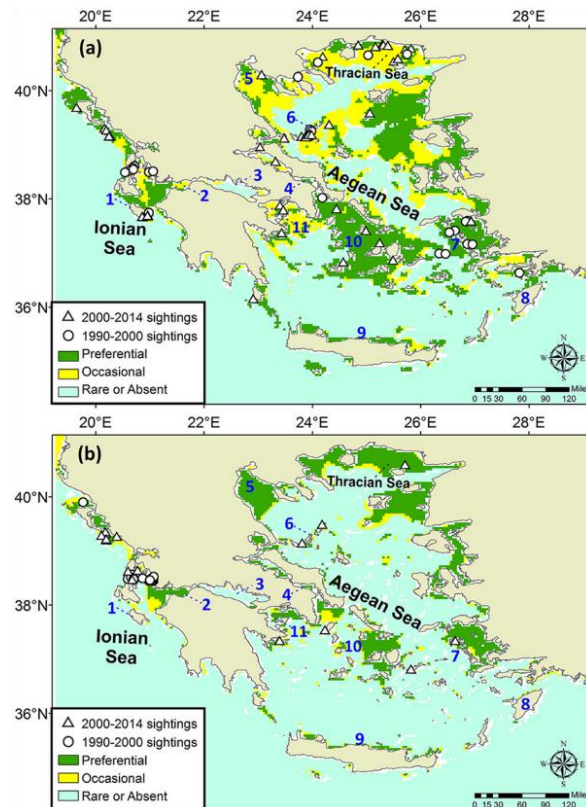 20°E 22°E 24°E 26°E 28°E
(a)
Thracian Sea
5
40°N
6
3
38°N
4
Aegean Sea
1
2
Ionian
Sea
11
10
7
36°N
8
9
2000-2014 sightings
1990-2000 sightings
Preferential
Occasional
Rare or Absent
N
W E
S
Miles
0 15 30 60 90 120
20°E 22°E 24°E 26°E 28°E
(b)
Thracian Sea
5
40°N
6
3
38°N
4
Aegean Sea
1
2
Ionian
Sea
11
10
7
36°N
8
9
2000-2014 sightings
1990-2000 sightings
Preferential
Occasional
Rare or Absent
N
W E
S
0 15 30 60 90 120